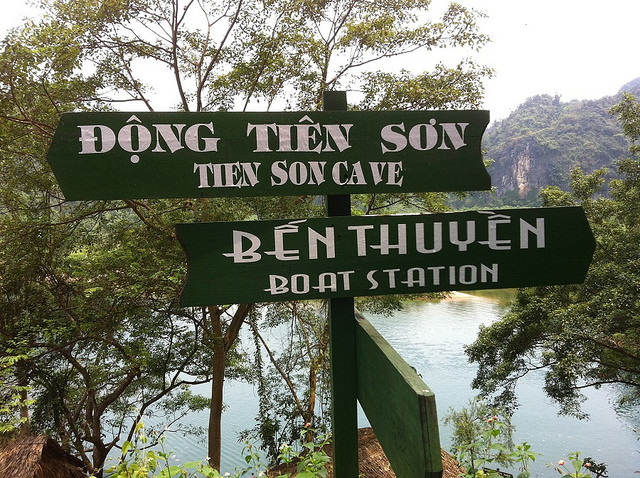 ĐỘNG TIÊN SƠN
TIEN SON CAVE
BẾN THUYỀN
BOAT STATION